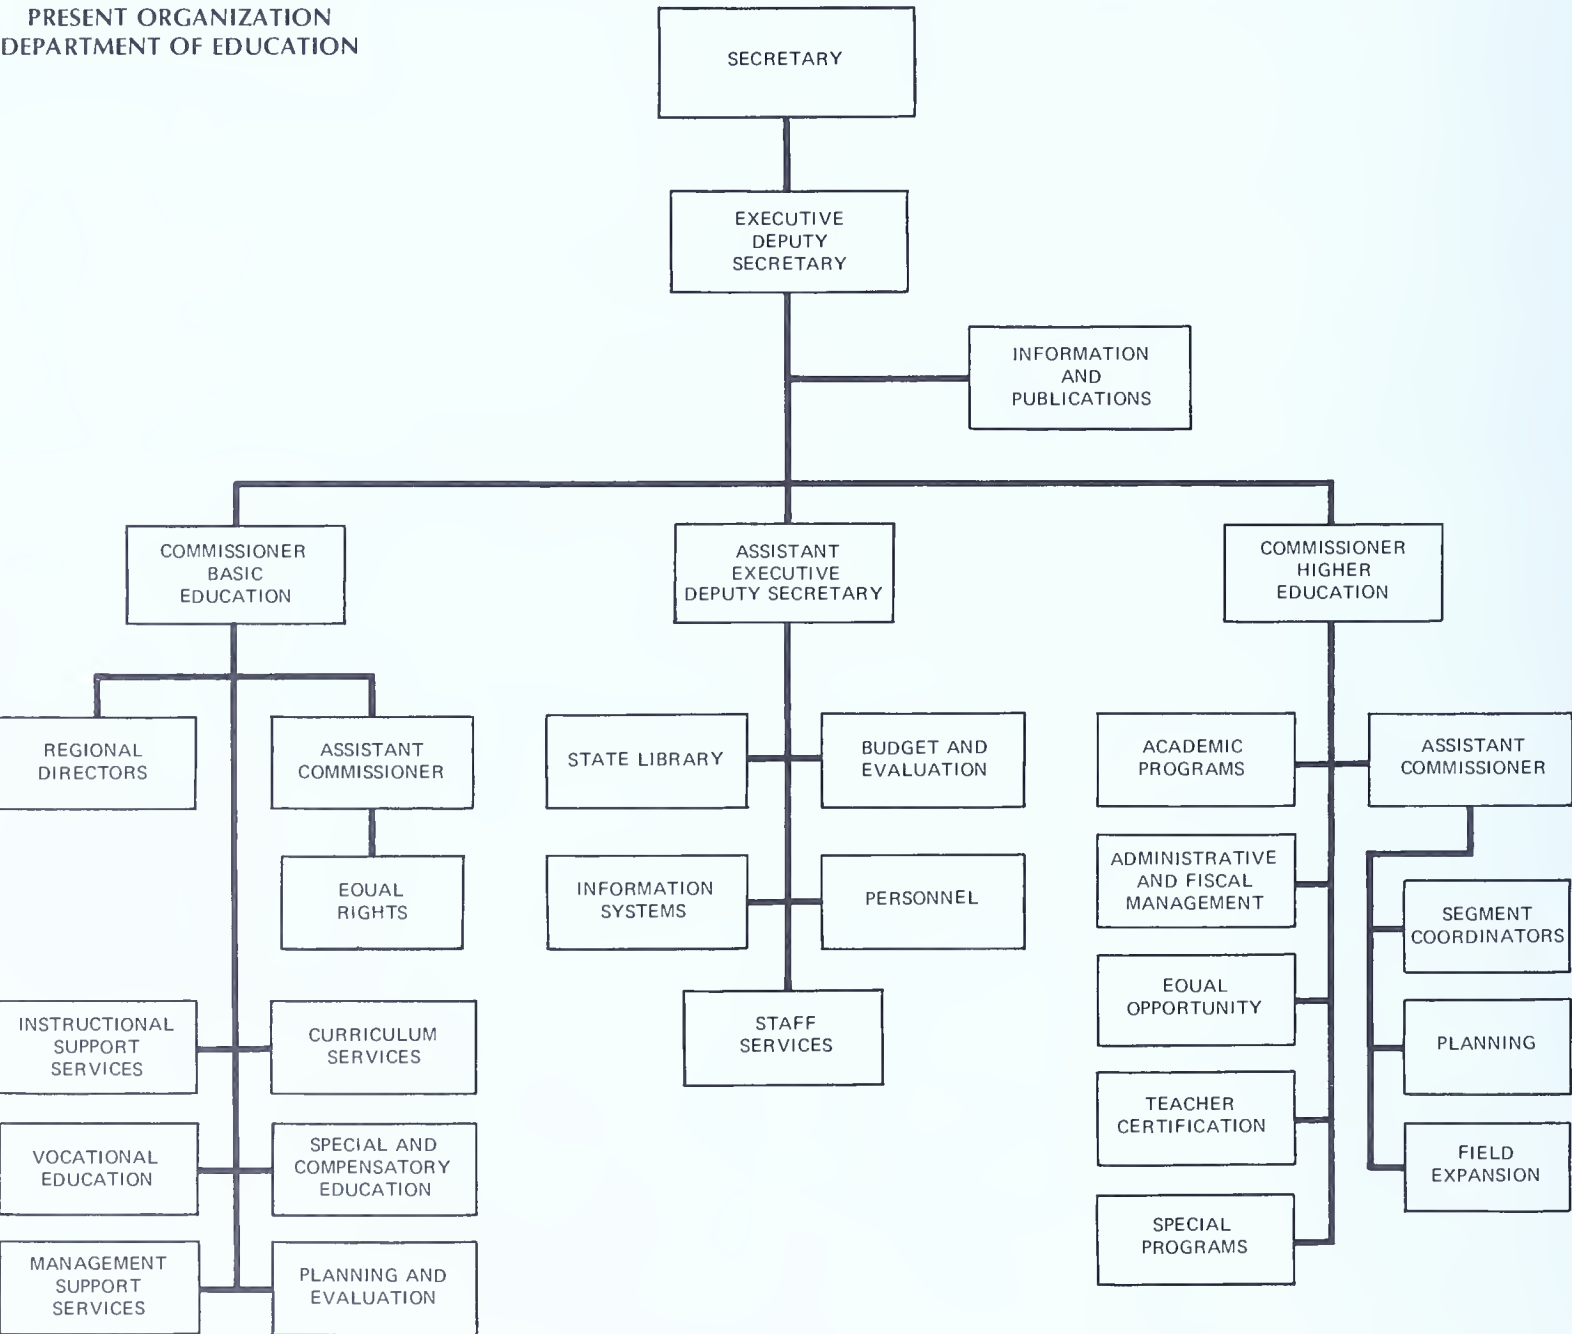 PRESENT ORGANIZATION
DEPARTMENT OF EDUCATION
SECRETARY
EXECUTIVE
DEPUTY
SECRETARY
INFORMATION
AND
PUBLICATIONS
COMMISSIONER
BASIC
EDUCATION
ASSISTANT
EXECUTIVE
DEPUTY SECRETARY
COMMISSIONER
HIGHER
EDUCATION
REGIONAL
DIRECTORS
ASSISTANT
COMMISSIONER
EQUAL
RIGHTS
INSTRUCTIONAL
SUPPORT
SERVICES
CURRICULUM
SERVICES
VOCATIONAL
EDUCATION
SPECIAL AND
COMPENSATORY
EDUCATION
MANAGEMENT
SUPPORT
SERVICES
PLANNING AND
EVALUATION
STATE LIBRARY
BUDGET AND
EVALUATION
INFORMATION
SYSTEMS
PERSONNEL
STAFF
SERVICES
ACADEMIC
PROGRAMS
ASSISTANT
COMMISSIONER
ADMINISTRATIVE
AND FISCAL
MANAGEMENT
EQUAL
OPPORTUNITY
TEACHER
CERTIFICATION
SPECIAL
PROGRAMS
SEGMENT
COORDINATORS
PLANNING
FIELD
EXPANSION